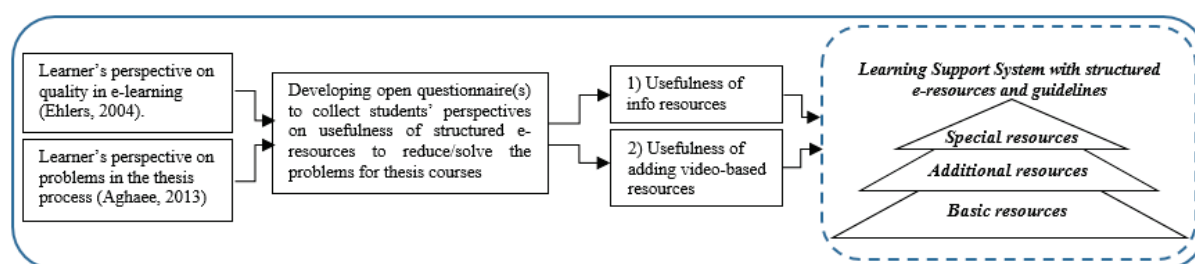 Learner's perspective on
quality in e-learning
(Ehlers, 2004).
Learner's perspective on
problems in the thesis
process (Aghaee, 2013)
Developing open questionnaire(s)
to collect students' perspectives
on usefulness of structured e-
resources to reduce/solve the
problems for thesis courses
1) Usefulness of
info resources
2) Usefulness of
adding video-based
resources
Learning Support System with structured
e-resources and guidelines
Special resources
Additional resources
Basic resources